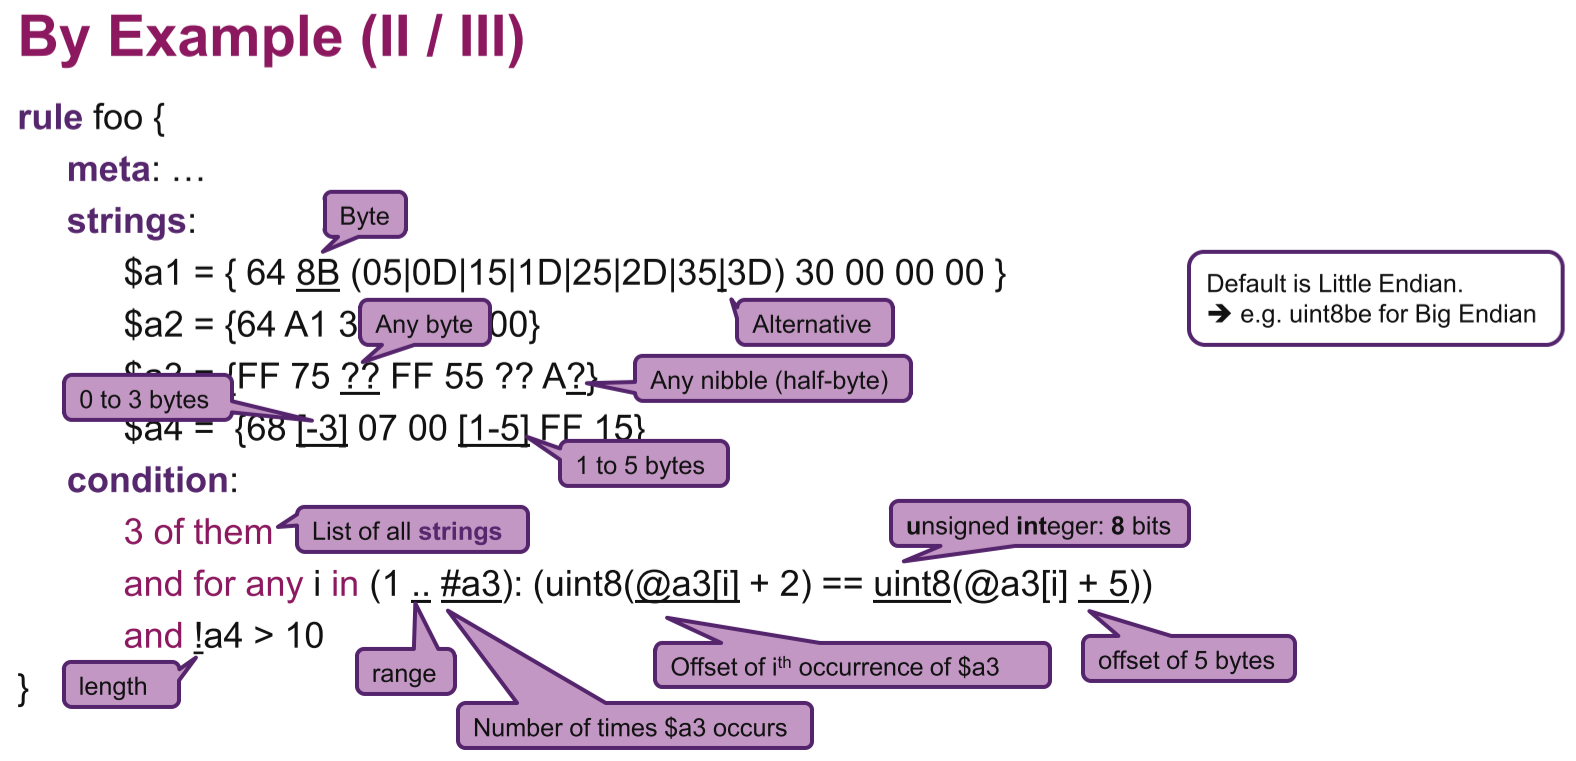 By Example (II / III)
rule foo {
meta: …
strings:
Byte
$a1 = { 64 8B (05|0D|15|1D|25|2D|35|3D) 30 00 00 00 }
Default is Little Endian.
➔ e.g. uint8be for Big Endian
$a2 = {64 A1 3
Any byte
00}
Alternative
{FF 75 ?? FF 55 ?? A?}
Any nibble (half-byte)
0 to 3 bytes
$a4 = {68 [-3] 07 00 [1-5] FF 15}
1 to 5 bytes
condition:
3 of them
List of all strings
unsigned integer: 8 bits
and for any i in (1 .. #a3): (uint8(@a3[i] + 2) == uint8(@a3[i] + 5))
and !a4 > 10
range
Offset of ith occurrence of $a3
offset of 5 bytes
length
}
Number of times $a3 occurs